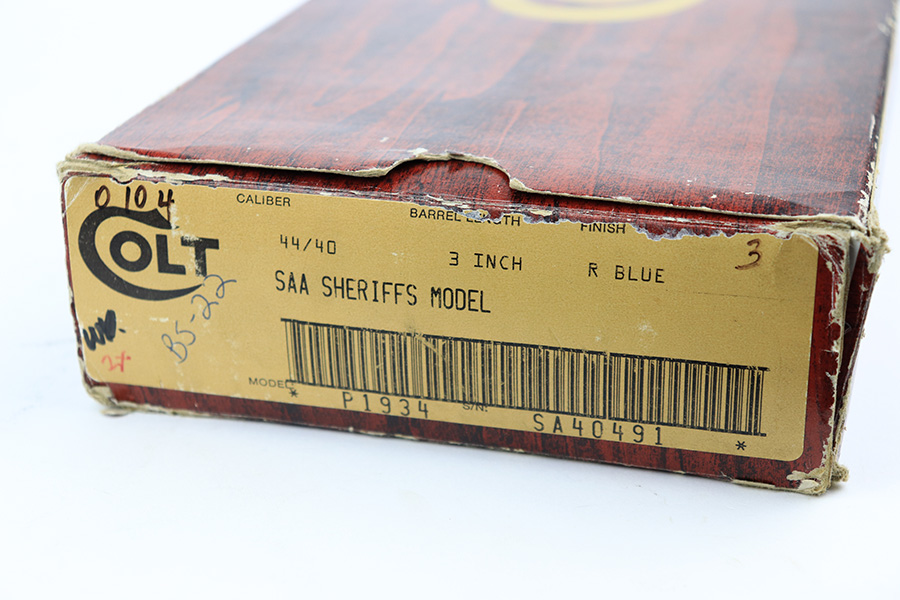 0104
COLT
CALIBER BARREL LENGTH FINISH
44/40 3 INCH R BLUE 3
SAA SHERIFFS MODEL
B5-22
MODEL S/N:
* P1934 SA40491 *